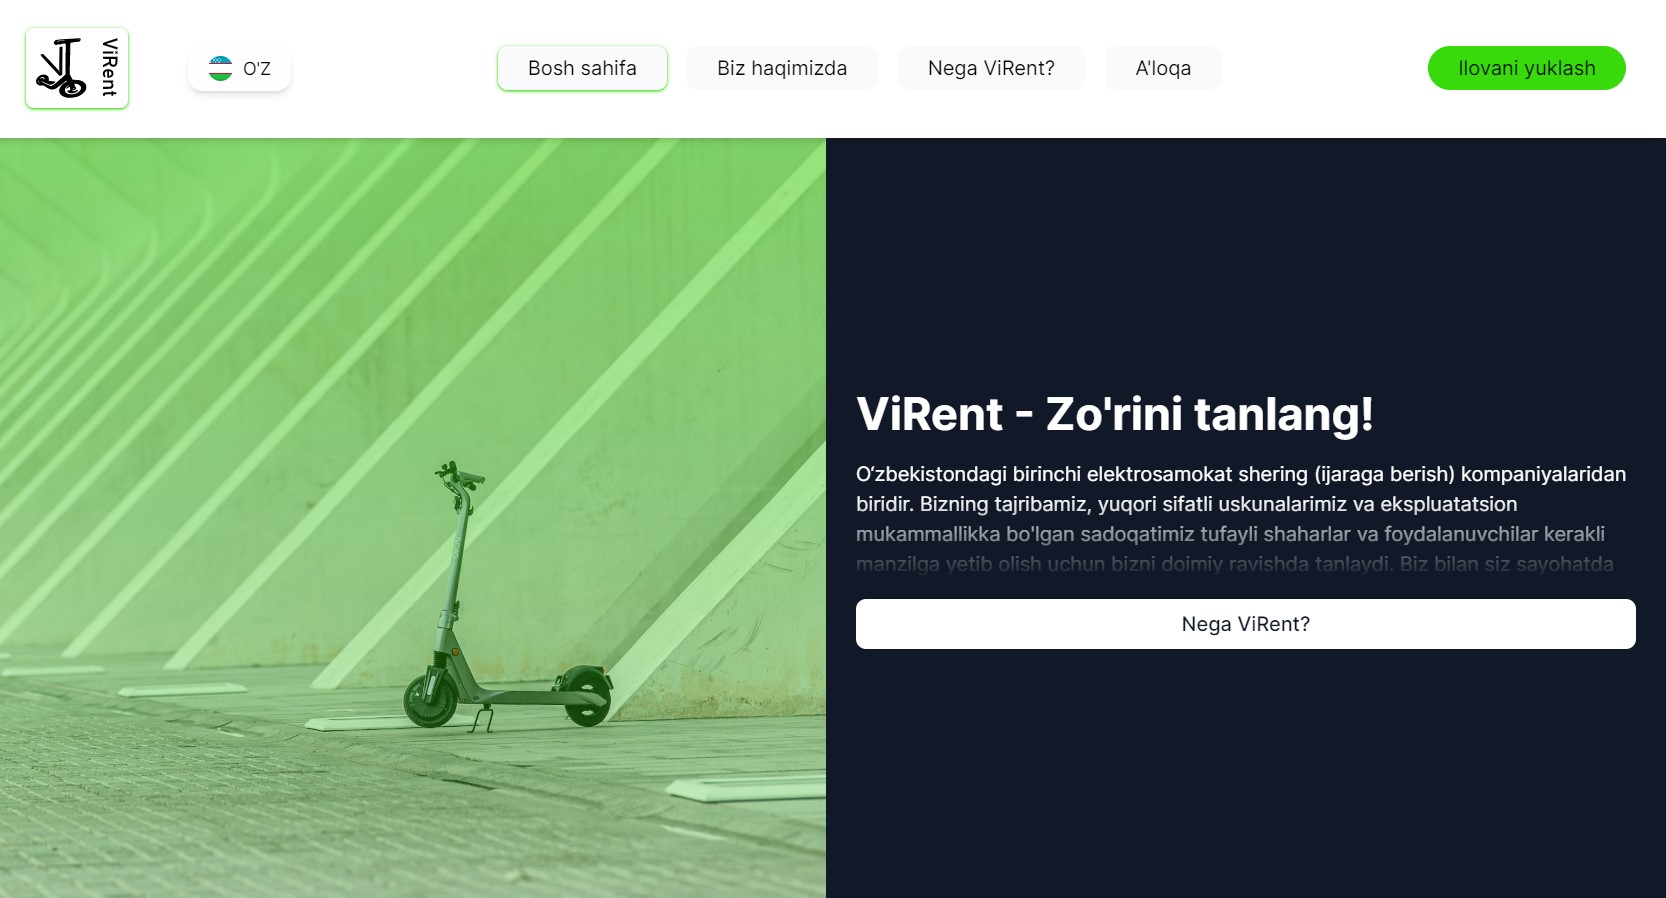 ViRent
O'Z
Bosh sahifa
Biz haqimizda
Nega ViRent?
A'loqa
Ilovani yuklash
ViRent - Zo'rini tanlang!
Oʻzbekistondagi birinchi elektrosamokat shering (ijaraga berish) kompaniyalaridan
biridir. Bizning tajribamiz, yuqori sifatli uskunalarimiz va ekspluatatsion
mukammallikka bo'lgan sadoqatimiz tufayli shaharlar va foydalanuvchilar kerakli
manzilga yetib olish uchun bizni doimiy ravishda tanlaydi. Biz bilan siz sayohatda
Nega ViRent?